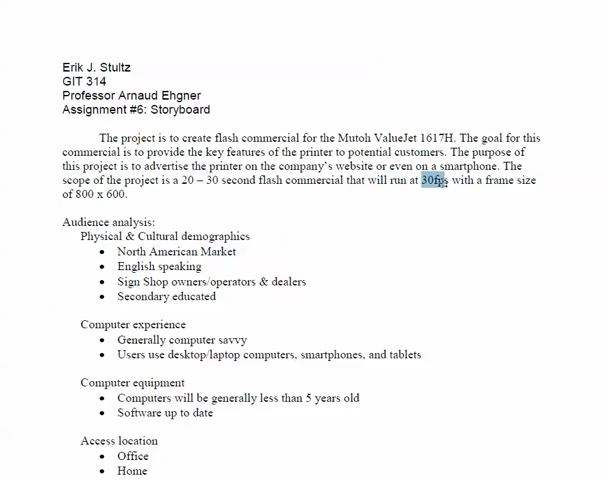 Erik J. Stultz
GIT 314
Professor Arnaud Ehgner
Assignment #6: Storyboard
The project is to create flash commercial for the Mutoh ValueJet 1617H. The goal for this
commercial is to provide the key features of the printer to potential customers. The purpose of
this project is to advertise the printer on the company’s website or even on a smartphone. The
scope of the project is a 20 – 30 second flash commercial that will run at 30fps with a frame size
of 800 x 600.
Audience analysis:
Physical & Cultural demographics
• North American Market
• English speaking
• Sign Shop owners/operators & dealers
• Secondary educated
Computer experience
• Generally computer savvy
• Users use desktop/laptop computers, smartphones, and tablets
Computer equipment
• Computers will be generally less than 5 years old
• Software up to date
Access location
• Office
• Home